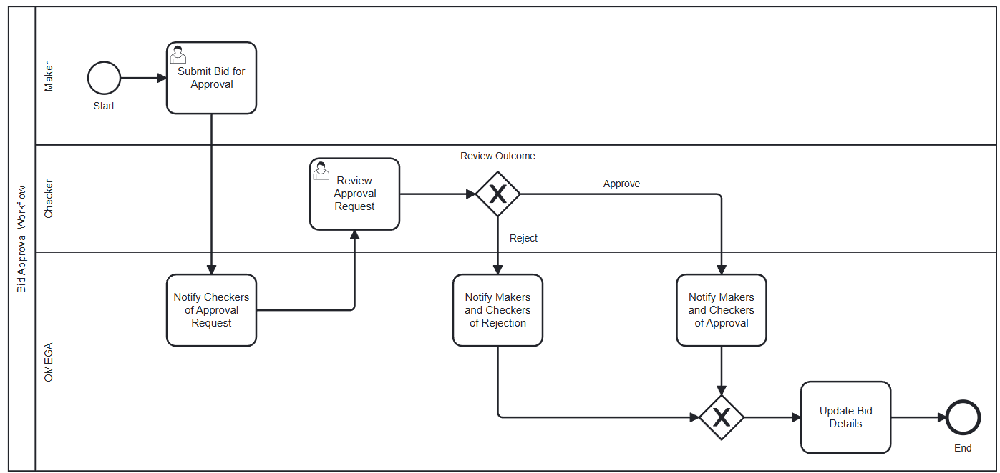 Bid Approval Workflow
Maker
Start
Submit Bid for
Approval
Checker
Review
Approval
Request
Review Outcome
Approve
Reject
OMEGA
Notify Checkers
of Approval
Request
Notify Makers
and Checkers
of Rejection
Notify Makers
and Checkers
of Approval
Update Bid
Details
End